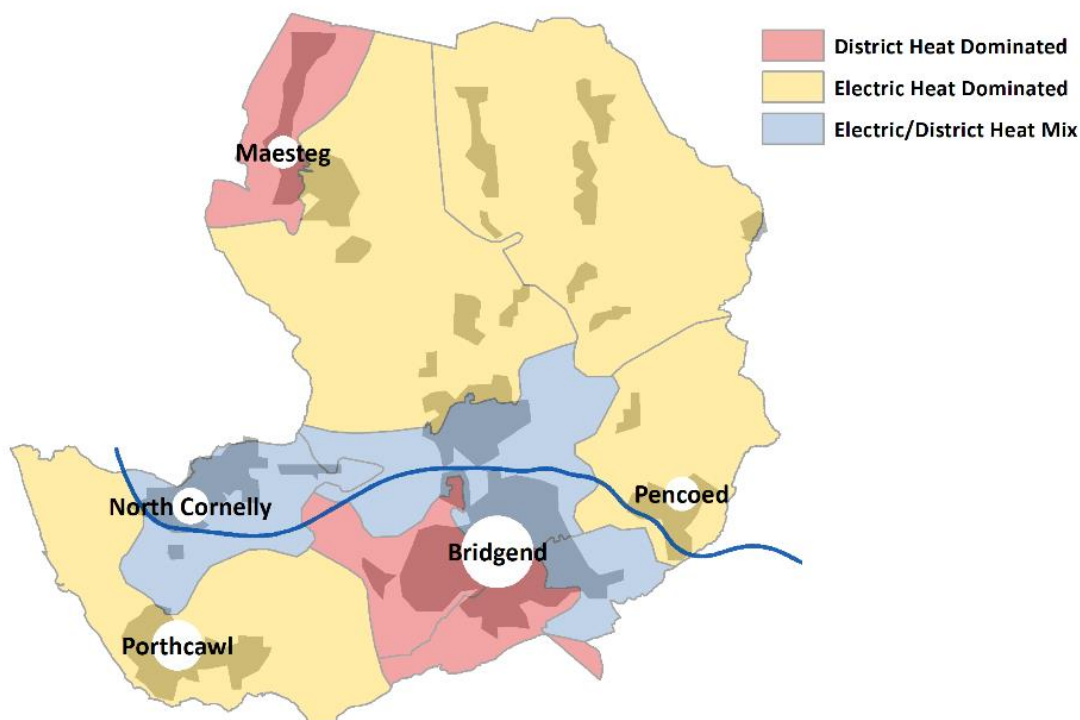 District Heat Dominated
Electric Heat Dominated
Electric/District Heat Mix
Maesteg
North Cornelly
Pencoed
Bridgend
Porthcawl